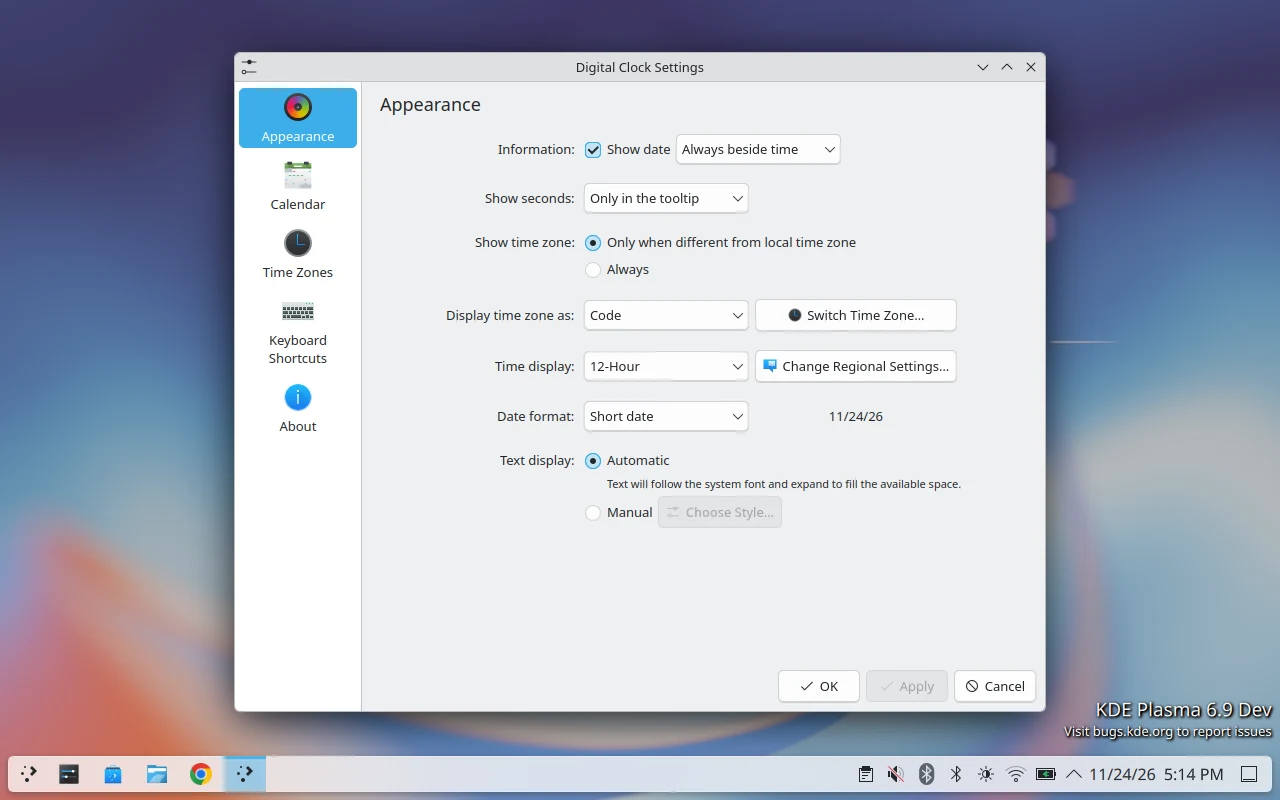 Digital Clock Settings
Appearance
Calendar
Time Zones
Keyboard
Shortcuts
About
Appearance
Information: Show date Always beside time
Show seconds: Only in the tooltip
Show time zone: Only when different from local time zone
Always
Display time zone as: Code Switch Time Zone...
Time display: 12-Hour Change Regional Settings...
Date format: Short date 11/24/26
Text display: Automatic
Text will follow the system font and expand to fill the available space.
Manual Choose Style...
OK Apply Cancel
KDE Plasma 6.9 Dev
Visit bugs.kde.org to report issues
11/24/26 5:14 PM